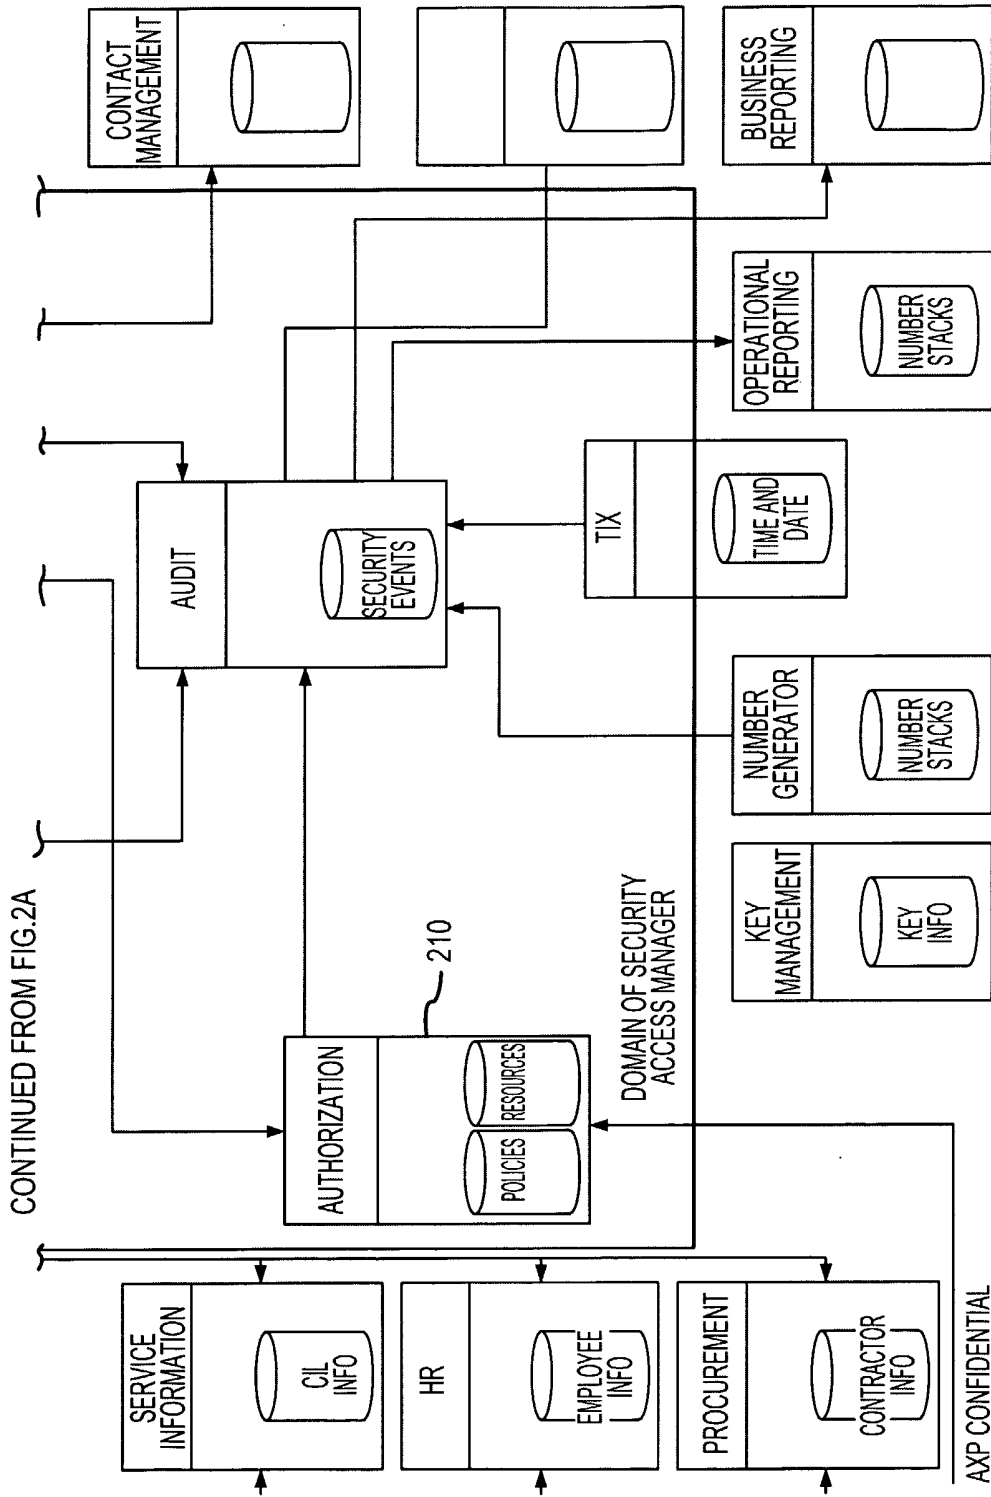 CONTINUED FROM FIG.2A
SERVICE
INFORMATION
CIL
INFO
HR
EMPLOYEE
INFO
PROCUREMENT
CONTRACTOR
INFO
AXP CONFIDENTIAL
AUTHORIZATION
POLICIES
RESOURCES
210
DOMAIN OF SECURITY
ACCESS MANAGER
KEY
MANAGEMENT
KEY
INFO
NUMBER
GENERATOR
NUMBER
STACKS
AUDIT
SECURITY
EVENTS
TIX
TIME AND
DATE
OPERATIONAL
REPORTING
NUMBER
STACKS
CONTACT
MANAGEMENT
BUSINESS
REPORTING